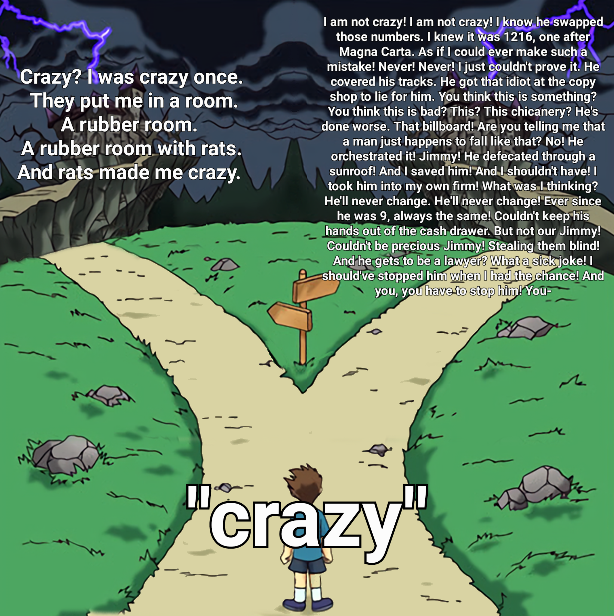 Crazy? I was crazy once.
They put me in a room.
A rubber room.
A rubber room with rats.
And rats made me crazy.
I am not crazy! I am not crazy! I know he swapped
those numbers. I knew it was 1216, one after
Magna Carta. As if I could ever make such a
mistake! Never! Never! I just couldn't prove it. He
covered his tracks. He got that idiot at the copy
shop to lie for him. You think this is something?
You think this is bad? This? This chicanery? He's
done worse. That billboard! Are you telling me that
a man just happens to fall like that? No! He
orchestrated it! Jimmy! He defecated through a
sunroof! And I saved him! And I shouldn't have! I
took him into my own firm! What was I thinking?
He'll never change. He'll never change! Ever since
he was 9, always the same! Couldn't keep his
hands out of the cash drawer. But not our Jimmy!
Couldn't be precious Jimmy! Stealing them blind!
And he gets to be a lawyer? What a sick joke! I
should've stopped him when I had the chance! And
you, you have to stop him! You-
"crazy"